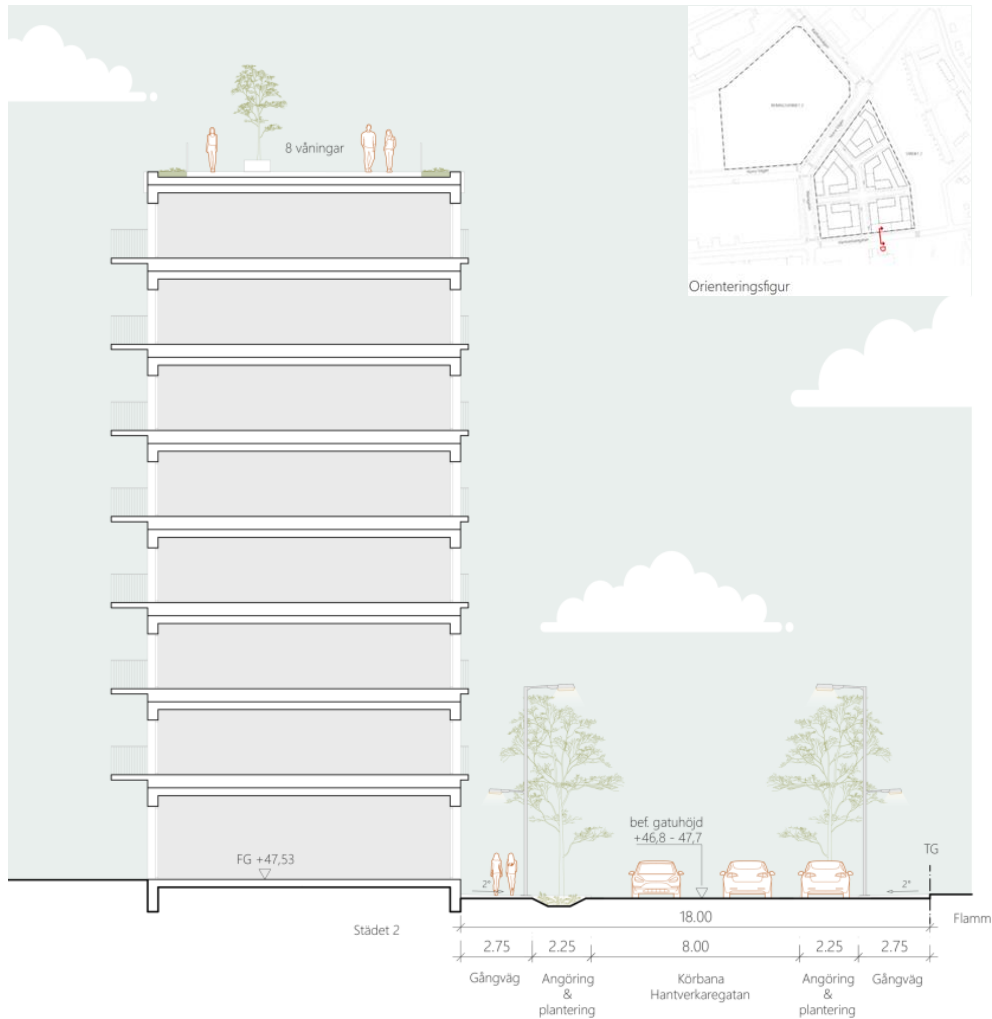 8 våningar
Orienteringsfigur
bef. gatuhöjd
+46,8 - 47,7
FG +47,53
TG
2°
2°
18.00
Flamm
Städet 2
2.75
2.25
8.00
2.25
2.75
Gångväg
Angöring
&
plantering
Körbana
Hantverkaregatan
Angöring
&
plantering
Gångväg